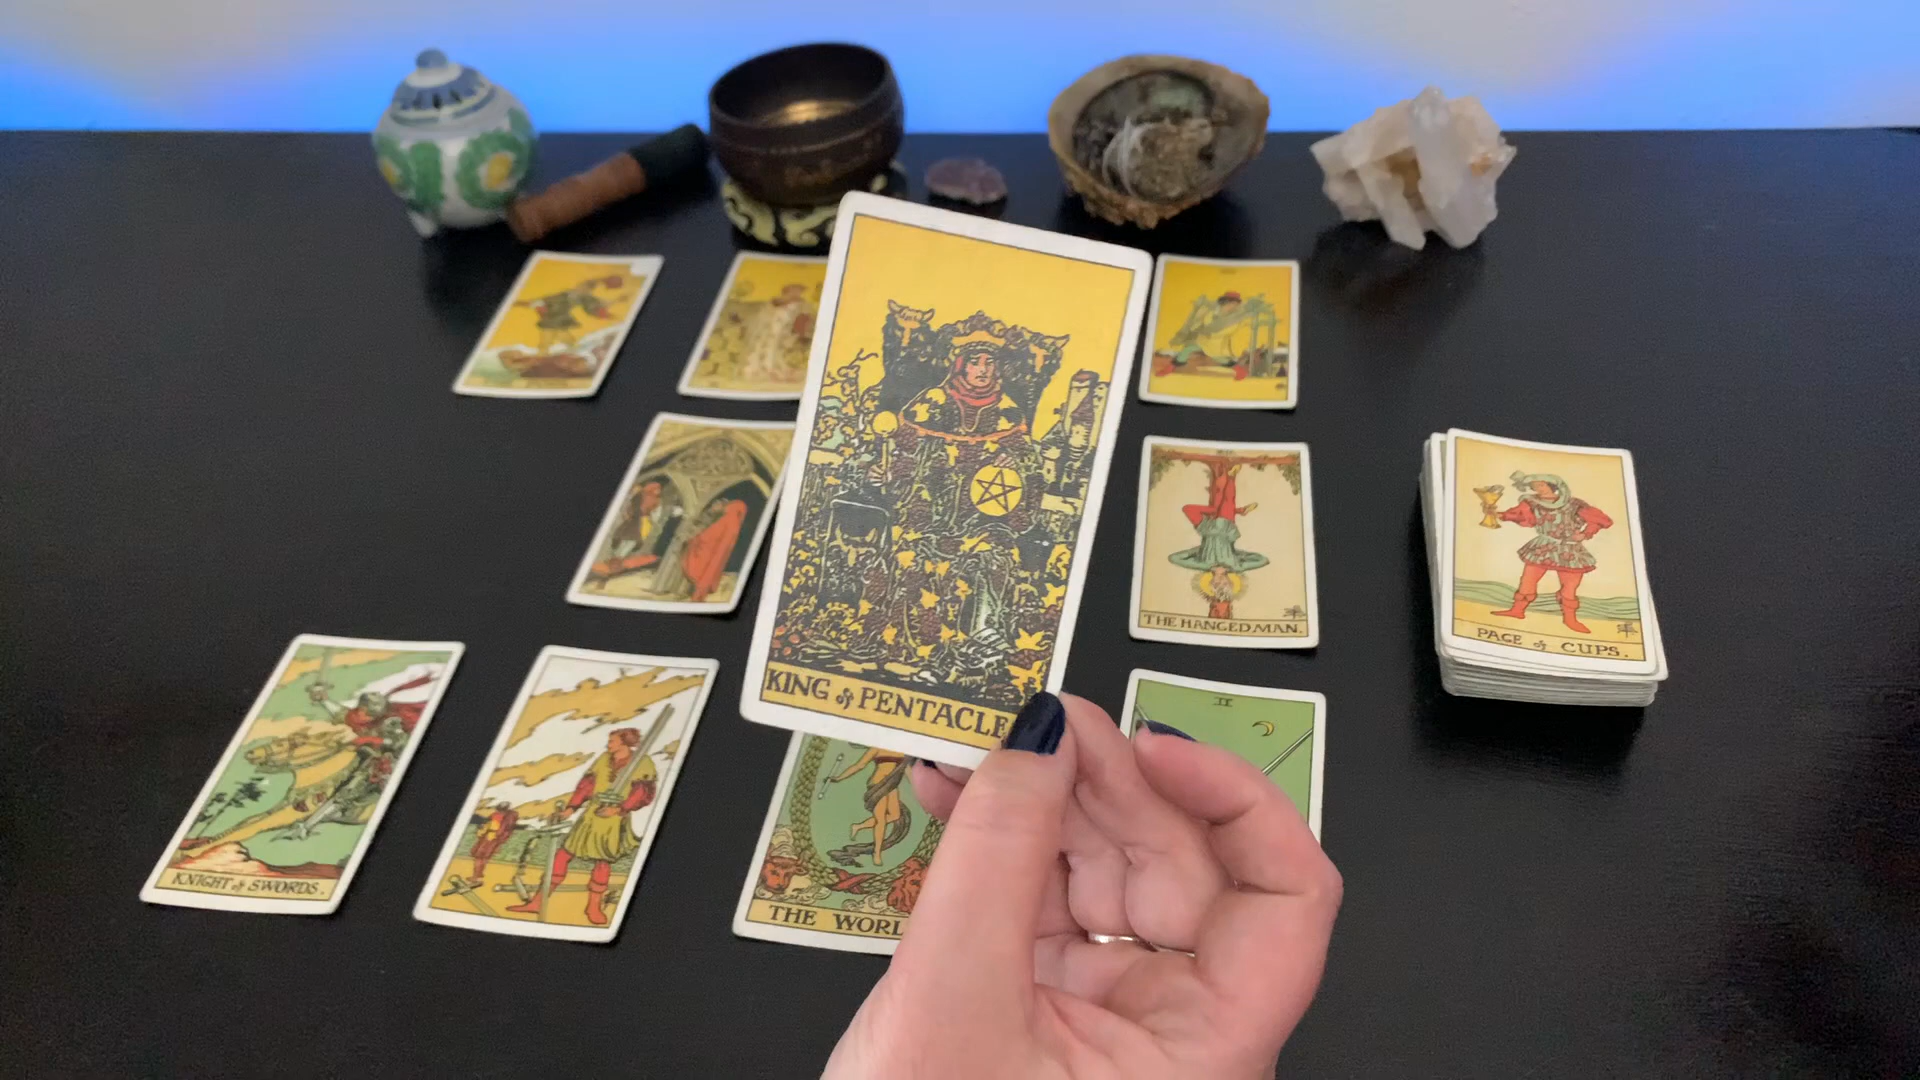 THE HANGED MAN.
PAGE of CUPS.
KING of PENTACLE
II
KNIGHT of SWORDS.
V
THE WORL